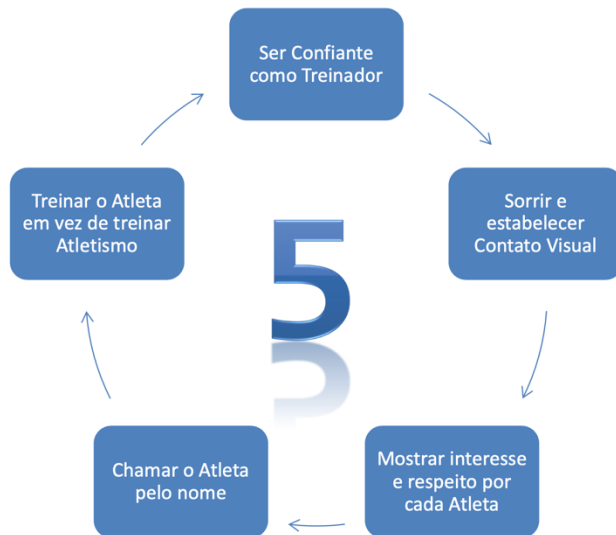 Ser Confiante
como Treinador
Sorrir e
estabelecer
Contato Visual
Mostrar interesse
e respeito por
cada Atleta
Chamar o Atleta
pelo nome
Treinar o Atleta
em vez de treinar
Atletismo
5